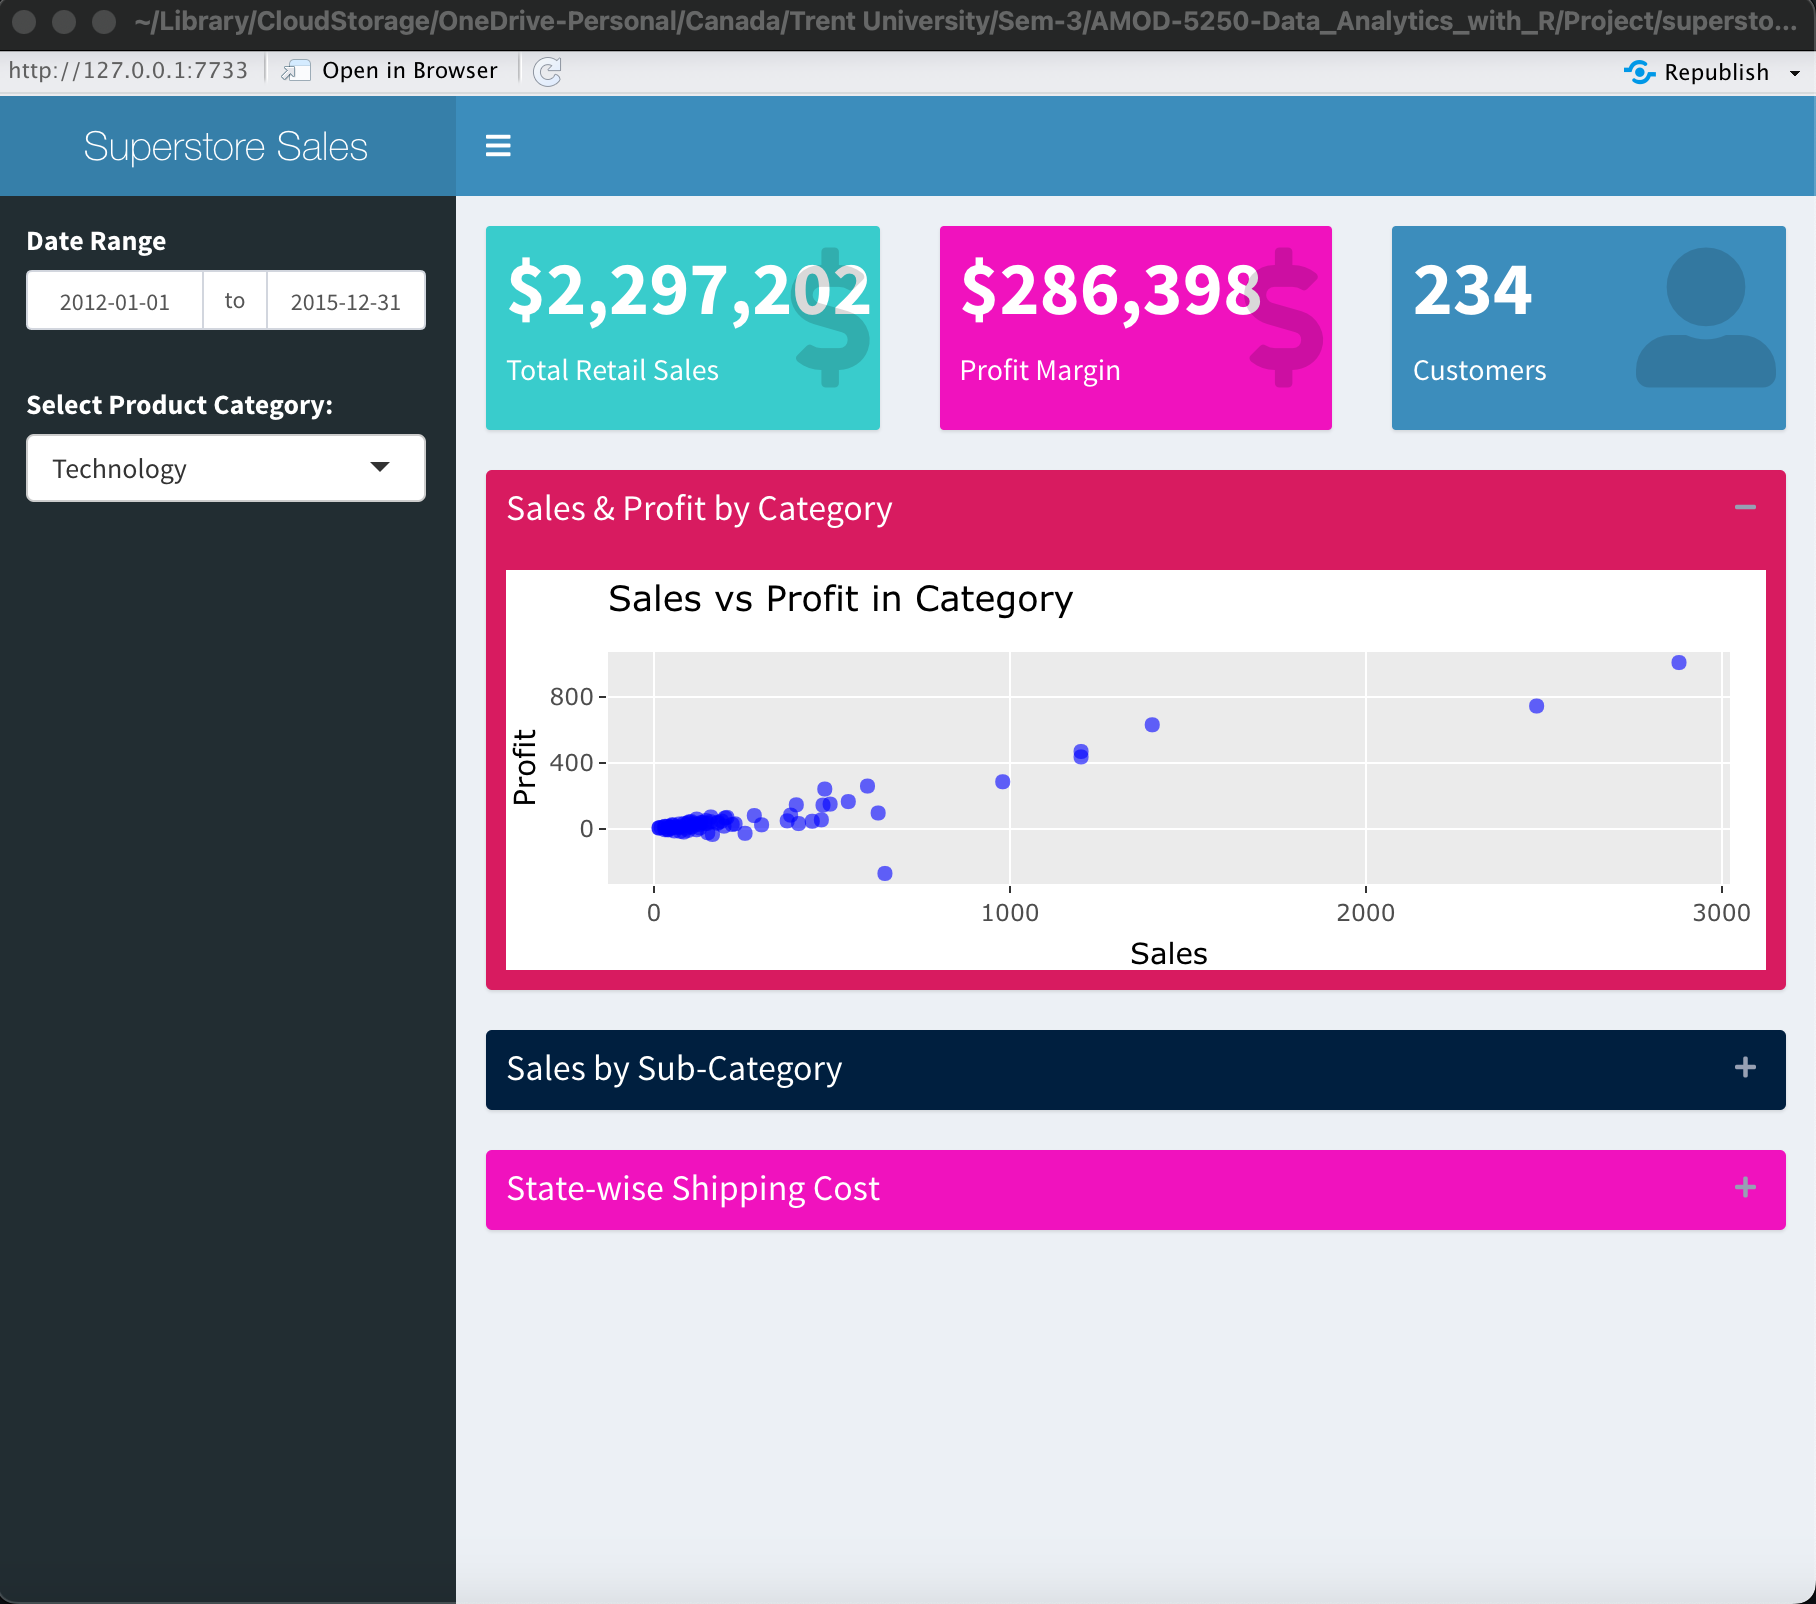 ~/Library/CloudStorage/OneDrive-Personal/Canada/Trent University/Sem-3/AMOD-5250-Data_Analytics_with_R/Project/supersto...
http://127.0.0.1:7733 Open in Browser Republish
Superstore Sales
Date Range
2012-01-01 to 2015-12-31
Select Product Category:
Technology
$2,297,202
Total Retail Sales
$286,398
Profit Margin
234
Customers
Sales & Profit by Category
Sales vs Profit in Category
Profit
800
400
0
0 1000 2000 3000
Sales
Sales by Sub-Category
State-wise Shipping Cost